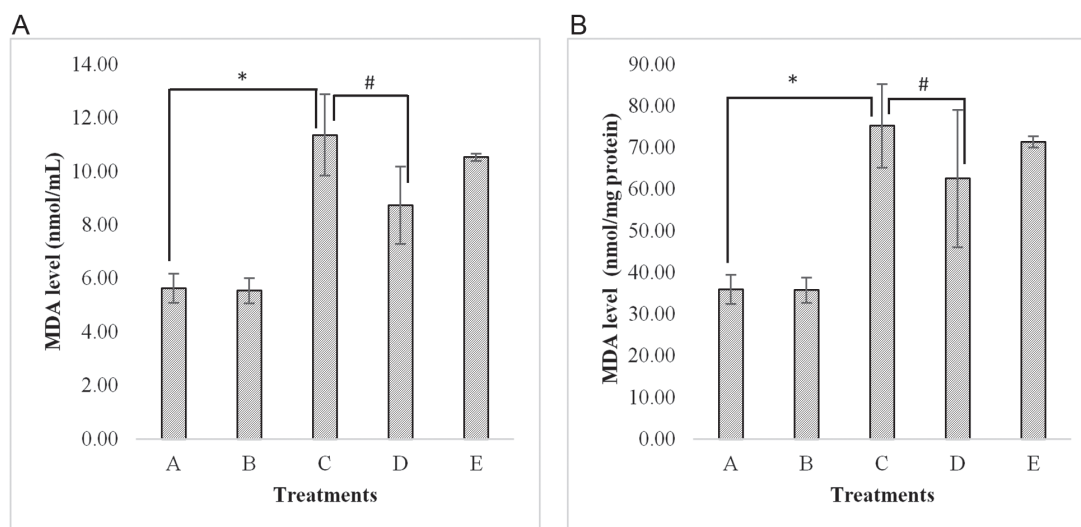 A
14.00
12.00
10.00
8.00
6.00
4.00
2.00
0.00
MDA level (nmol/mL)
* #
A B C D E
Treatments
B
90.00
80.00
70.00
60.00
50.00
40.00
30.00
20.00
10.00
0.00
MDA level (nmol/mg protein)
* #
A B C D E
Treatments